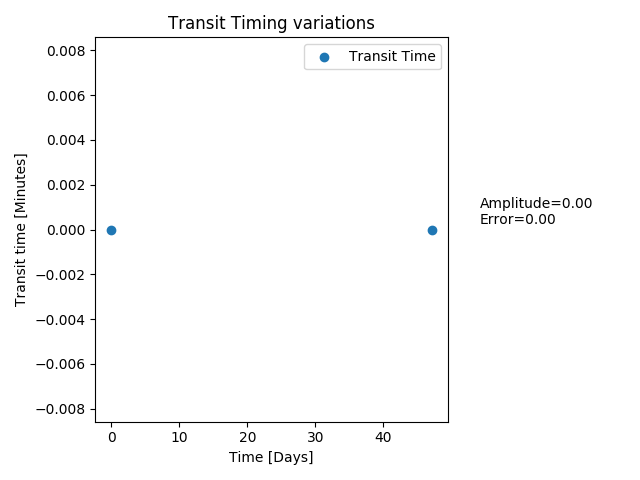 Transit Timing variations
Transit Time
0.008
0.006
0.004
0.002
0.000
−0.002
−0.004
−0.006
−0.008
Transit time [Minutes]
Amplitude=0.00
Error=0.00
0 10 20 30 40
Time [Days]